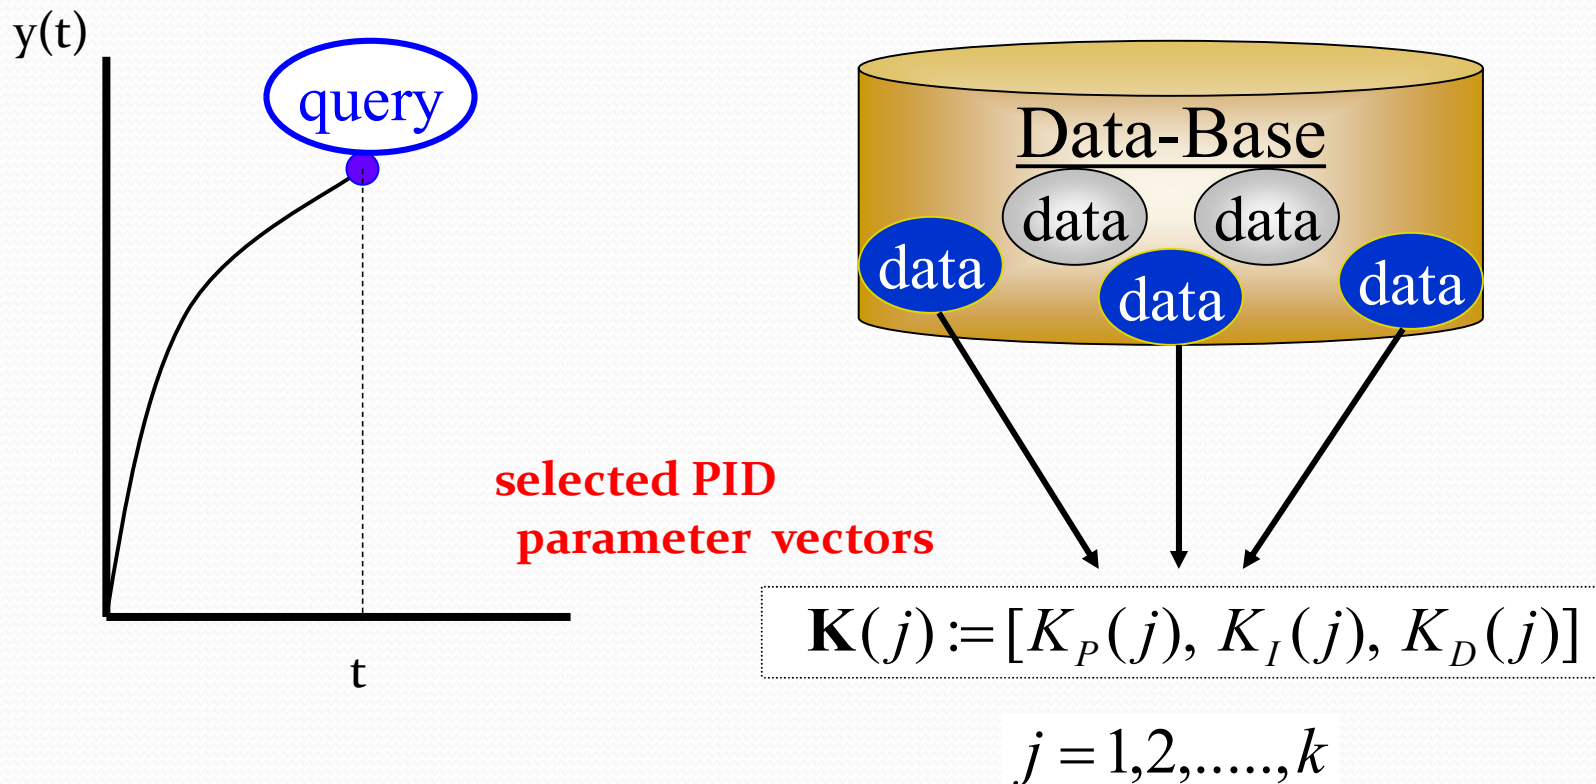 y(t)
query
t
Data-Base
data
data
data
data
data
selected PID
parameter vectors
K(j) := [K_P(j), K_I(j), K_D(j)]
j = 1,2,.....,k